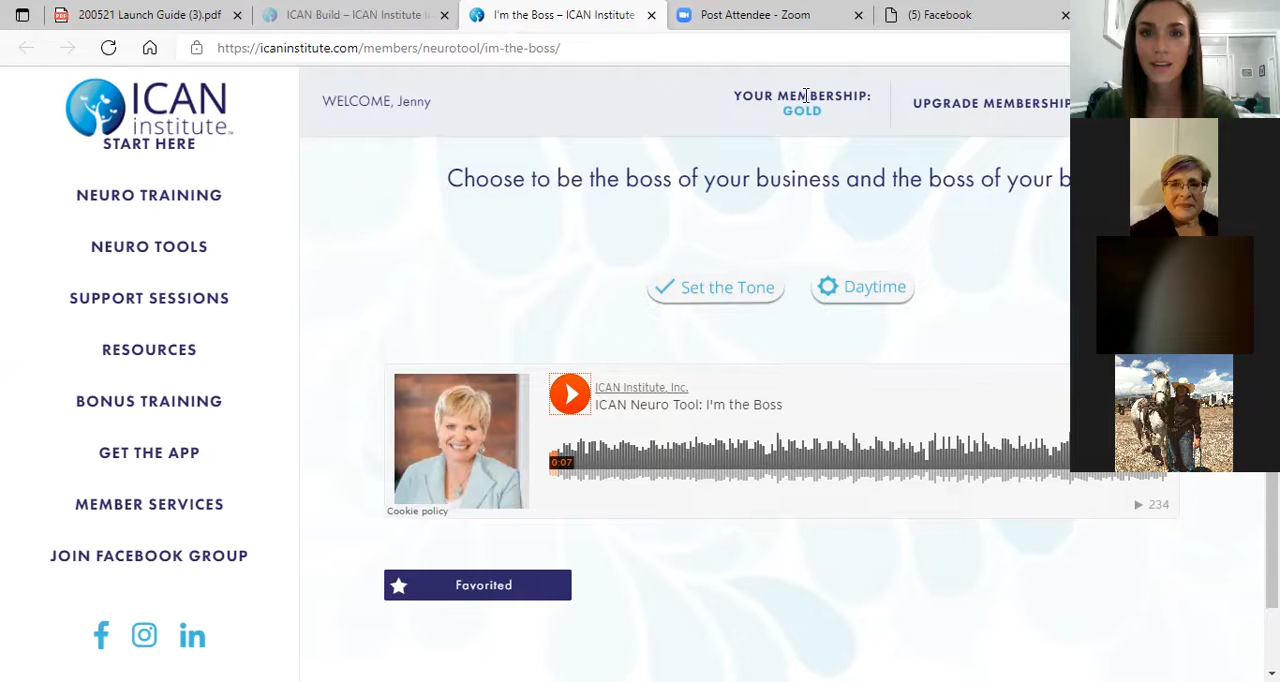 200521 Launch Guide (3).pdf
ICAN Build – ICAN Institute I
I'm the Boss – ICAN Institute
Post Attendee - Zoom
(5) Facebook
https://icaninstitute.com/members/neurotool/im-the-boss/
ICAN
institute™
WELCOME, Jenny
YOUR MEMBERSHIP:
GOLD
UPGRADE MEMBERSHIP
START HERE
NEURO TRAINING
NEURO TOOLS
SUPPORT SESSIONS
RESOURCES
BONUS TRAINING
GET THE APP
MEMBER SERVICES
JOIN FACEBOOK GROUP
Choose to be the boss of your business and the boss of your b
Set the Tone
Daytime
ICAN Institute, Inc.
ICAN Neuro Tool: I'm the Boss
0:07
234
Cookie policy
Favorited